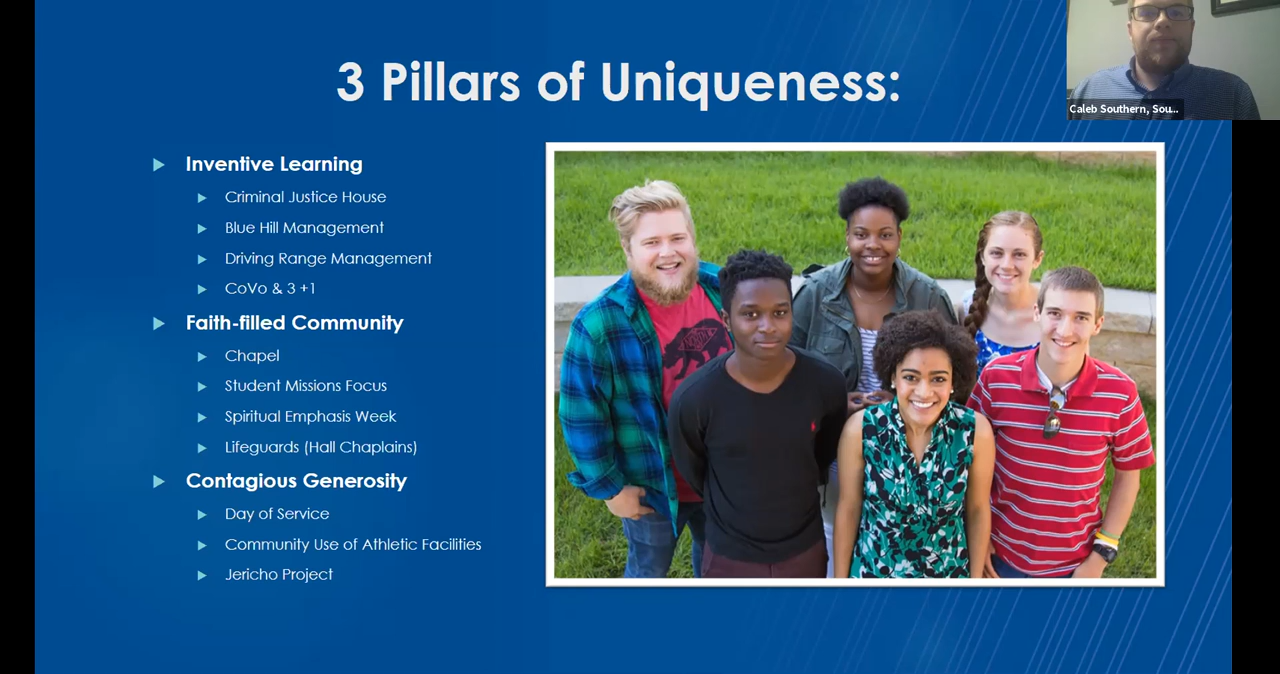 3 Pillars of Uniqueness:
Caleb Southern, Sou...
Inventive Learning
Criminal Justice House
Blue Hill Management
Driving Range Management
CoVo & 3 +1
Faith-filled Community
Chapel
Student Missions Focus
Spiritual Emphasis Week
Lifeguards (Hall Chaplains)
Contagious Generosity
Day of Service
Community Use of Athletic Facilities
Jericho Project